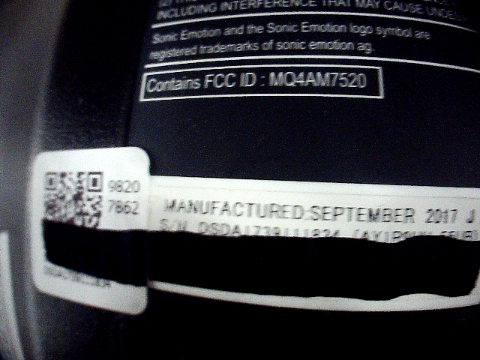 INCLUDING INTERFERENCE THAT MAY CAUSE
Sonic Emotion and the Sonic Emotion logo symbol are
registered trademarks of sonic emotion ag.
Contains FCC ID : MQ4AM7520
9820
7862
MANUFACTURED:SEPTEMBER 2017 J
S/N